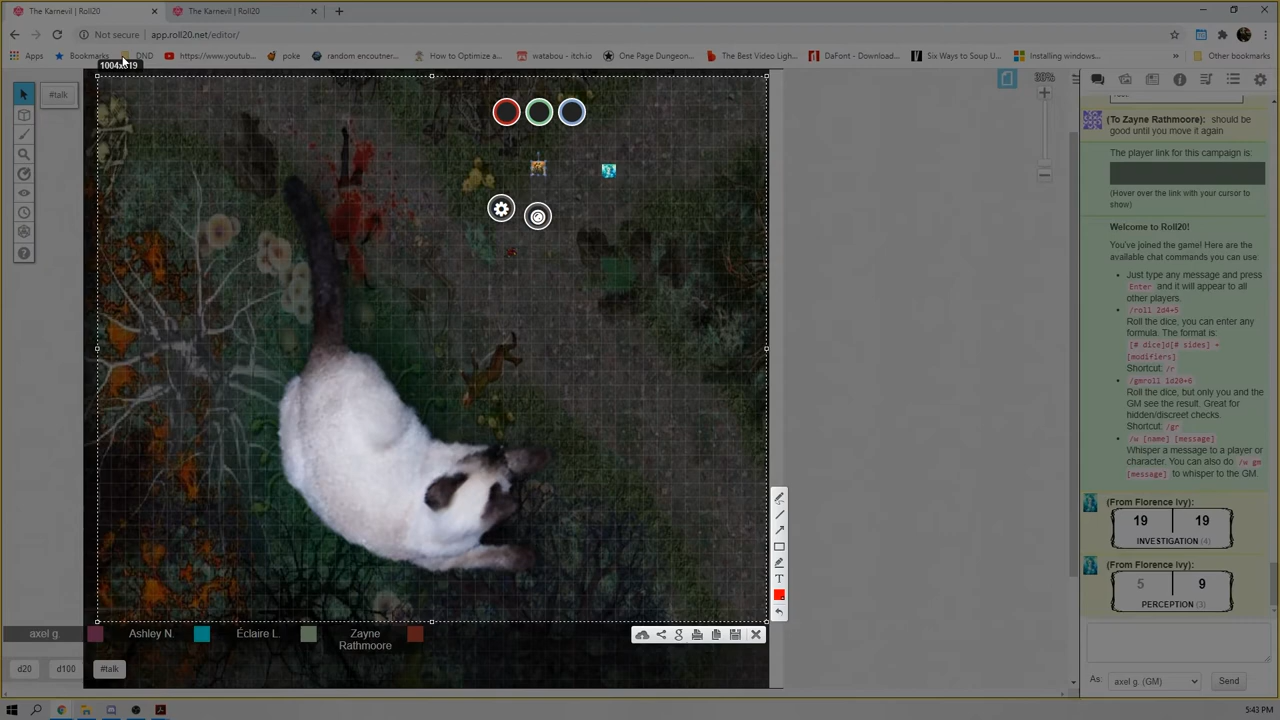 The Karnevil | Roll20
The Karnevil | Roll20
Not secure
app.roll20.net/editor/
Apps
Bookmarks
DND
https://www.youtub...
poke
random encounter...
How to Optimize a...
watabou - itch.io
One Page Dungeon...
The Best Video Ligh...
DaFont - Download...
Six Ways to Soup U...
Installing windows...
Other bookmarks
#talk
80%
(To Zayne Rathmoore): should be
good until you move it again
The player link for this campaign is:
(Hover over the link with your cursor to
show)
Welcome to Roll20!
You've joined the game! Here are the
available chat commands you can use:
Just type any message and press
Enter and it will appear to all
other players.
/roll 2d4+5
Roll the dice, you can enter any
formula. The format is:
[# dice]d[# sides] +
[modifiers]
Shortcut: /r
/gmroll 1d20+6
Roll the dice, but only you and the
GM see the result. Great for
hidden/discreet checks.
Shortcut: /gr
/w [name] [message]
Whisper a message to a player or
character. You can also do /w gm
[message] to whisper to the GM.
(From Florence Ivy):
19 19
INVESTIGATION (4)
(From Florence Ivy):
5 9
PERCEPTION (3)
axel g
Ashley N.
Éclaire L.
Zayne
Rathmoore
d20
d100
#talk
As:
axel g. (GM)
Send
5:43 PM